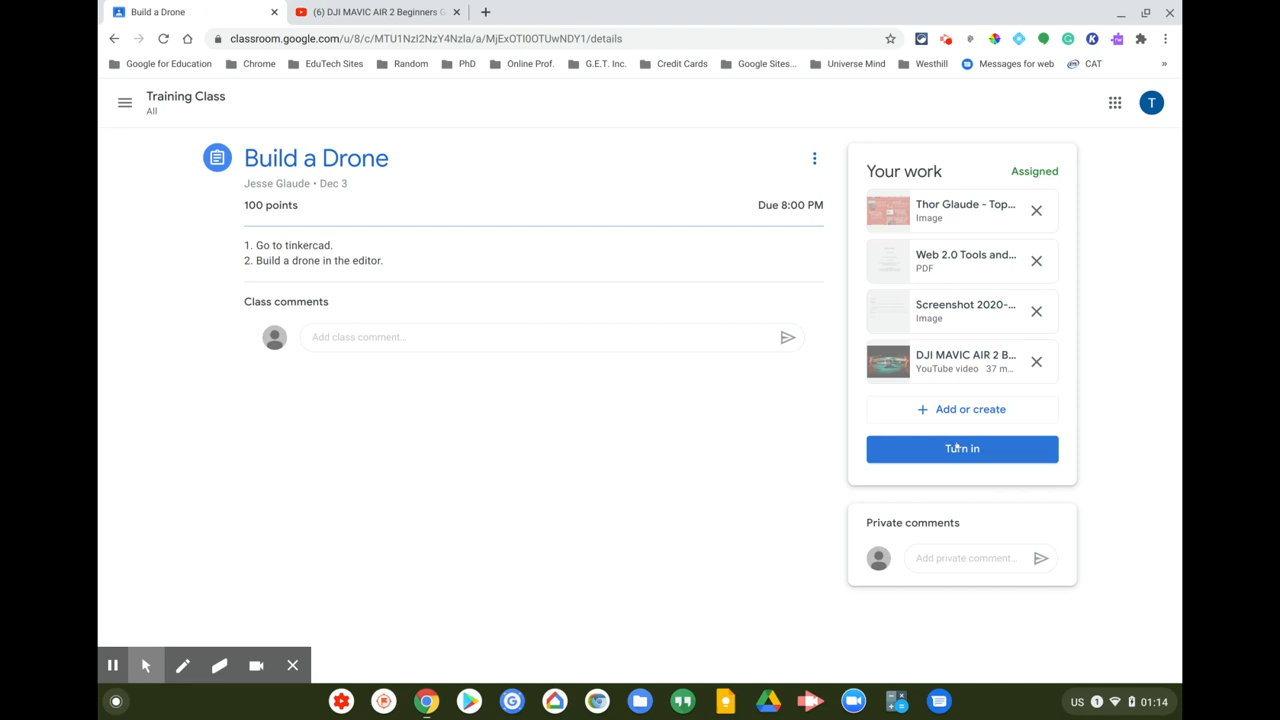 Build a Drone
(6) DJI MAVIC AIR 2 Beginners G
classroom.google.com/u/8/c/MTU1NzI2NzY4Nzla/a/MjExOTI0OTUwNDY1/details
Google for Education
Chrome
EduTech Sites
Random
PhD
Online Prof.
G.E.T. Inc.
Credit Cards
Google Sites...
Universe Mind
Westhill
Messages for web
CAT
»
Training Class
All
T
Build a Drone
Jesse Glaude • Dec 3
100 points
Due 8:00 PM
1. Go to tinkercad.
2. Build a drone in the editor.
Class comments
Add class comment...
Your work
Assigned
Thor Glaude - Top...
Image
Web 2.0 Tools and...
PDF
Screenshot 2020-...
Image
DJI MAVIC AIR 2 B...
YouTube video 37 m...
+ Add or create
Turn in
Private comments
Add private comment...
US 1 01:14